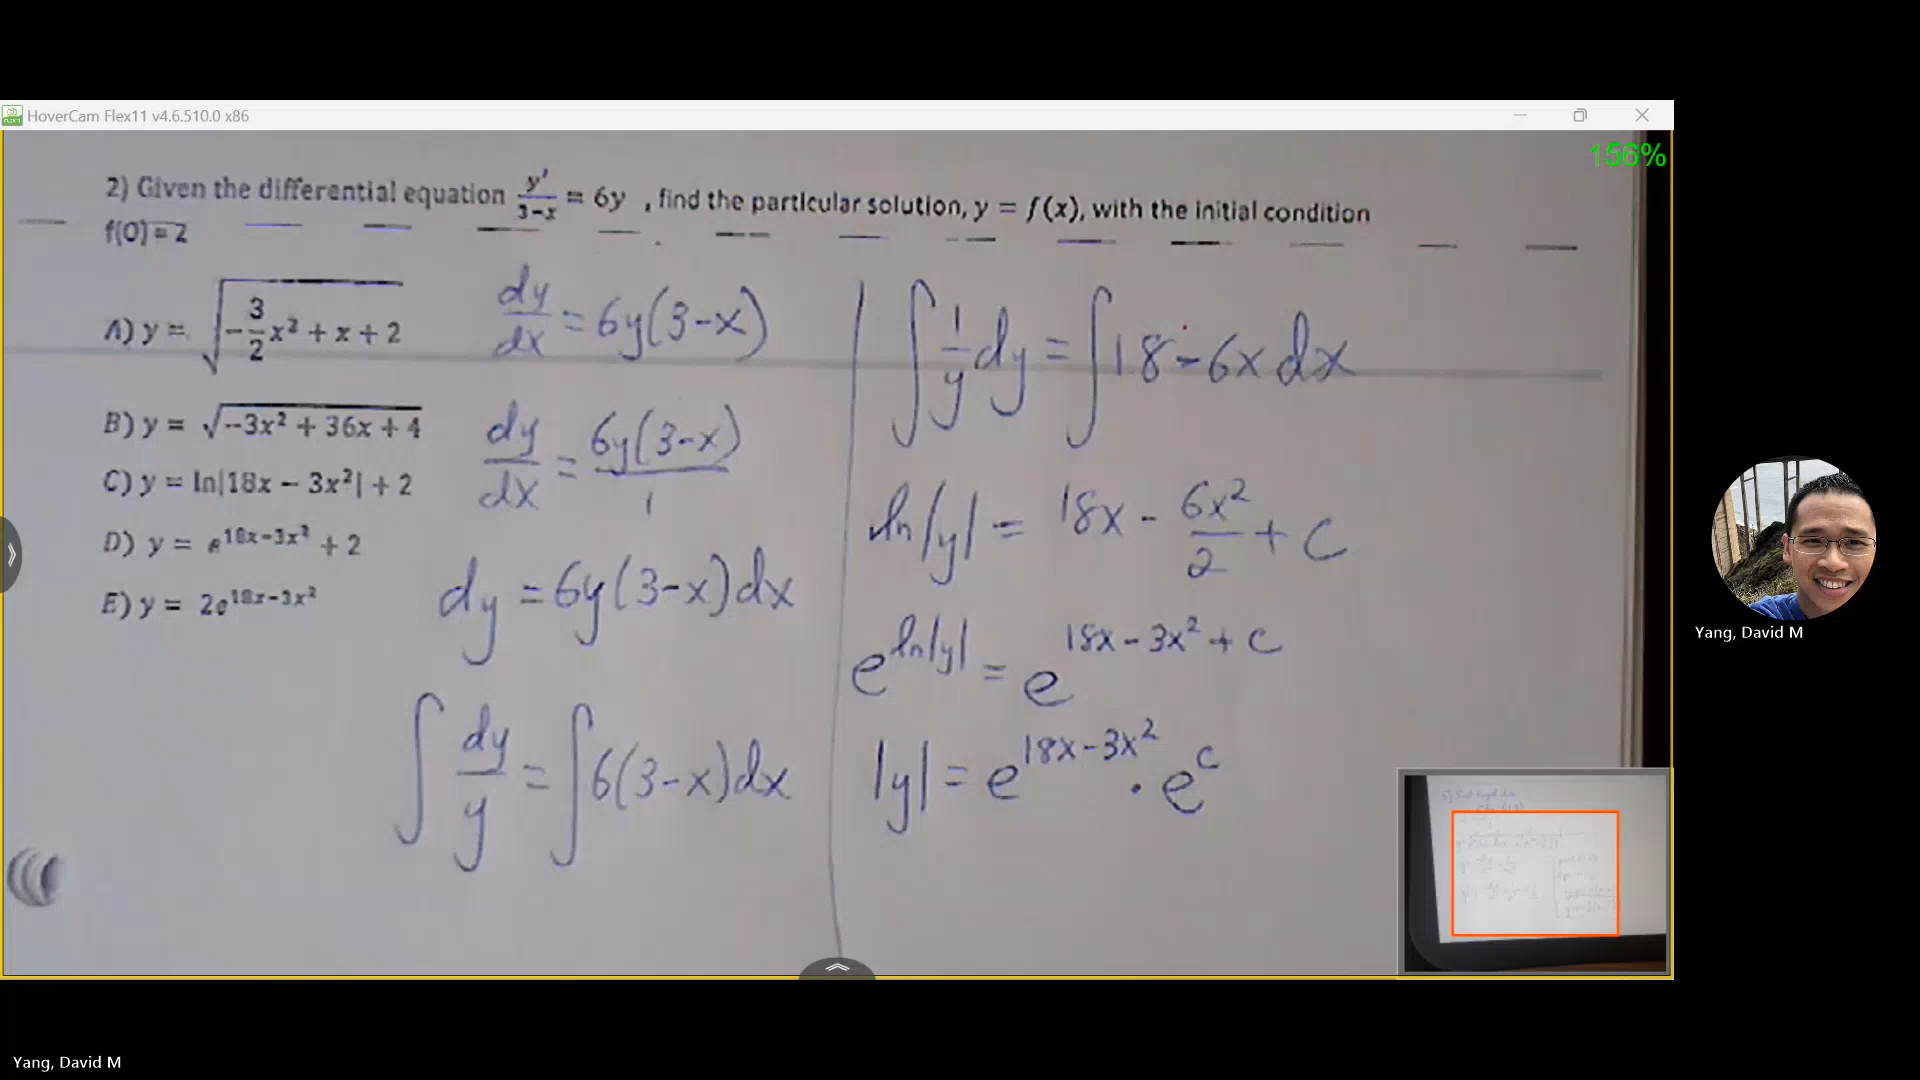 HoverCam Flex11 v4.6.510.0 x86
156%
2) Given the differential equation y'/(3-x) = 6y , find the particular solution, y = f(x), with the initial condition
f(0) = 2
A) y = √(-3/2 x² + x + 2)
B) y = √(-3x² + 36x + 4)
C) y = ln|18x - 3x²| + 2
D) y = e^(18x-3x²) + 2
E) y = 2e^(18x-3x²)
dy/dx = 6y(3-x)
dy/dx = 6y(3-x)/1
dy = 6y(3-x)dx
∫ dy/y = ∫6(3-x)dx
∫ 1/y dy = ∫18-6x dx
ln|y| = 18x - 6x²/2 + C
e^(ln|y|) = e^(18x-3x²+C)
|y| = e^(18x-3x²) · e^C
Yang, David M
Yang, David M